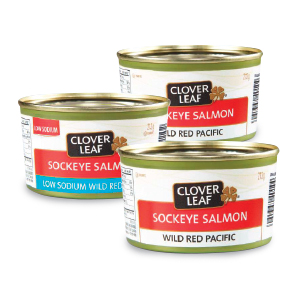 CLOVER
LEAF
SOCKEYE SALMON
WILD RED PACIFIC
LOW SODIUM
CLOVER
LEAF
SOCKEYE SALM
LOW SODIUM WILD RED
CLOVER
LEAF
SOCKEYE SALMON
WILD RED PACIFIC